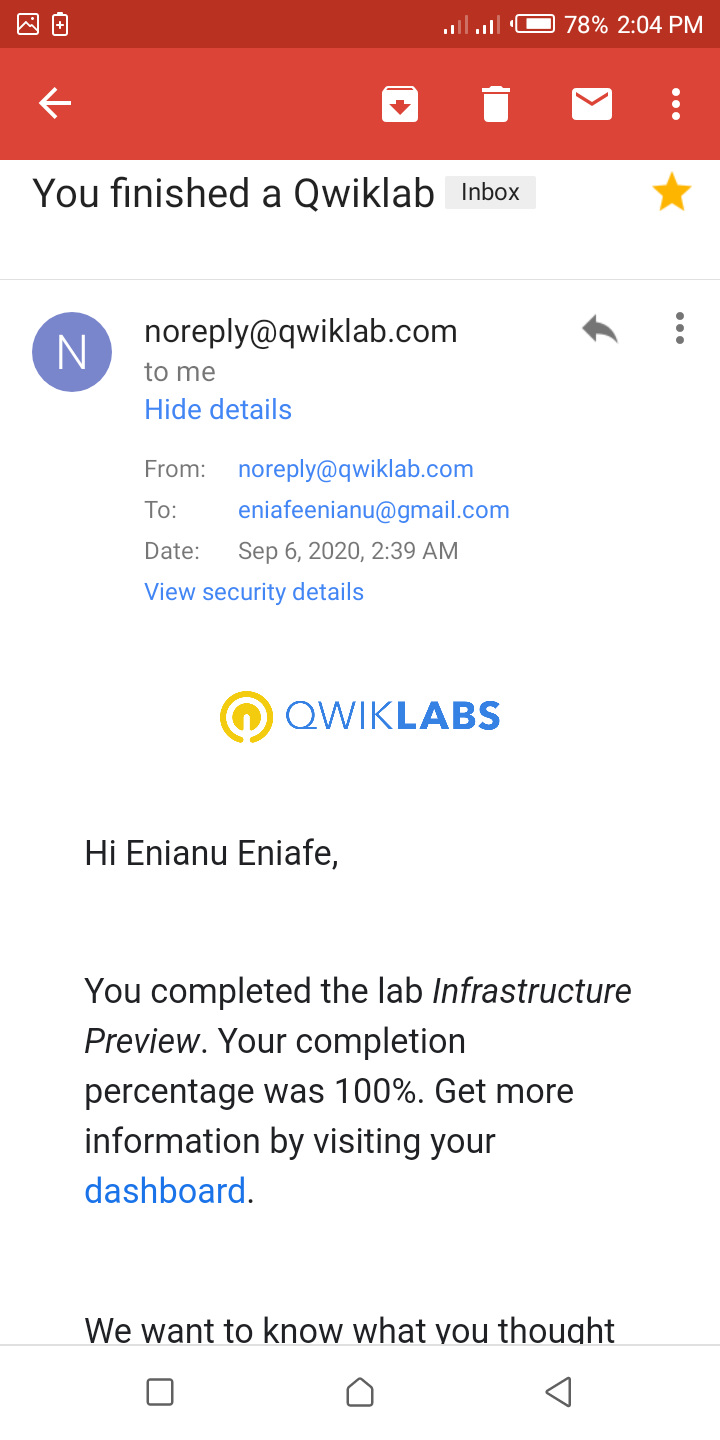 78% 2:04 PM
You finished a Qwiklab Inbox
N
noreply@qwiklab.com
to me
Hide details
From: noreply@qwiklab.com
To: eniafeenianu@gmail.com
Date: Sep 6, 2020, 2:39 AM
View security details
QWIKLABS
Hi Enianu Eniafe,
You completed the lab Infrastructure
Preview. Your completion
percentage was 100%. Get more
information by visiting your
dashboard.
We want to know what you thought